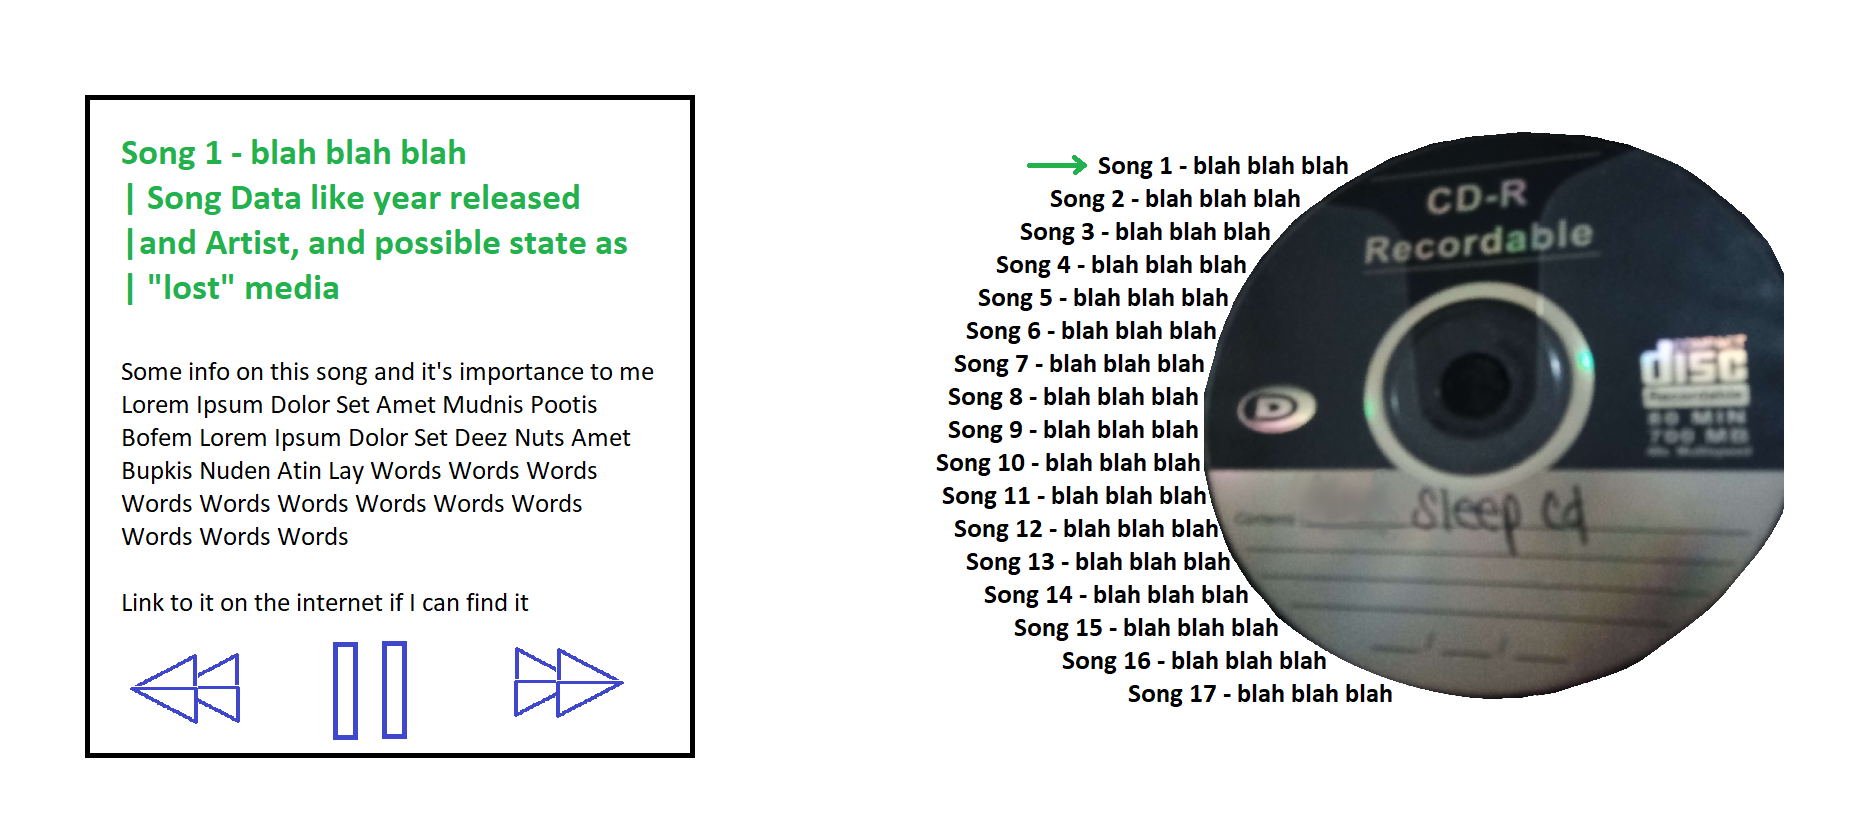 Song 1 - blah blah blah
| Song Data like year released
|and Artist, and possible state as
| "lost" media
Some info on this song and it's importance to me
Lorem Ipsum Dolor Set Amet Mudnis Pootis
Bofem Lorem Ipsum Dolor Set Deez Nuts Amet
Bupkis Nuden Atin Lay Words Words Words
Words Words Words Words Words Words
Words Words Words
Link to it on the internet if I can find it
Song 1 - blah blah blah
Song 2 - blah blah blah
Song 3 - blah blah blah
Song 4 - blah blah blah
Song 5 - blah blah blah
Song 6 - blah blah blah
Song 7 - blah blah blah
Song 8 - blah blah blah
Song 9 - blah blah blah
Song 10 - blah blah blah
Song 11 - blah blah blah
Song 12 - blah blah blah
Song 13 - blah blah blah
Song 14 - blah blah blah
Song 15 - blah blah blah
Song 16 - blah blah blah
Song 17 - blah blah blah
CD-R
Recordable
D
COMPACT
disc
Recordable
80 MIN
700 MB
Sleep Cd